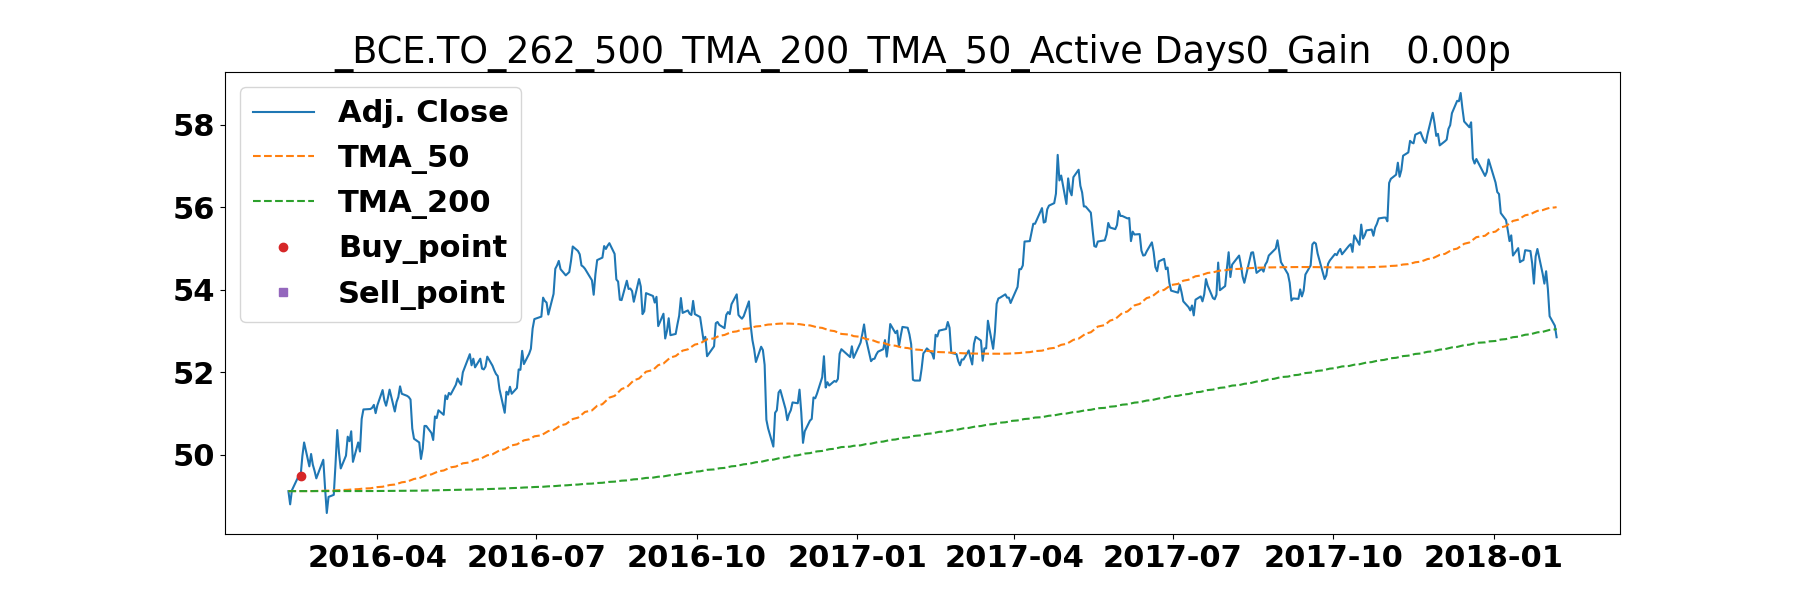 _BCE.TO_262_500_TMA_200_TMA_50_Active Days0_Gain   0.00p
Adj. Close
TMA_50
TMA_200
Buy_point
Sell_point
58
56
54
52
50
2016-04 2016-07 2016-10 2017-01 2017-04 2017-07 2017-10 2018-01